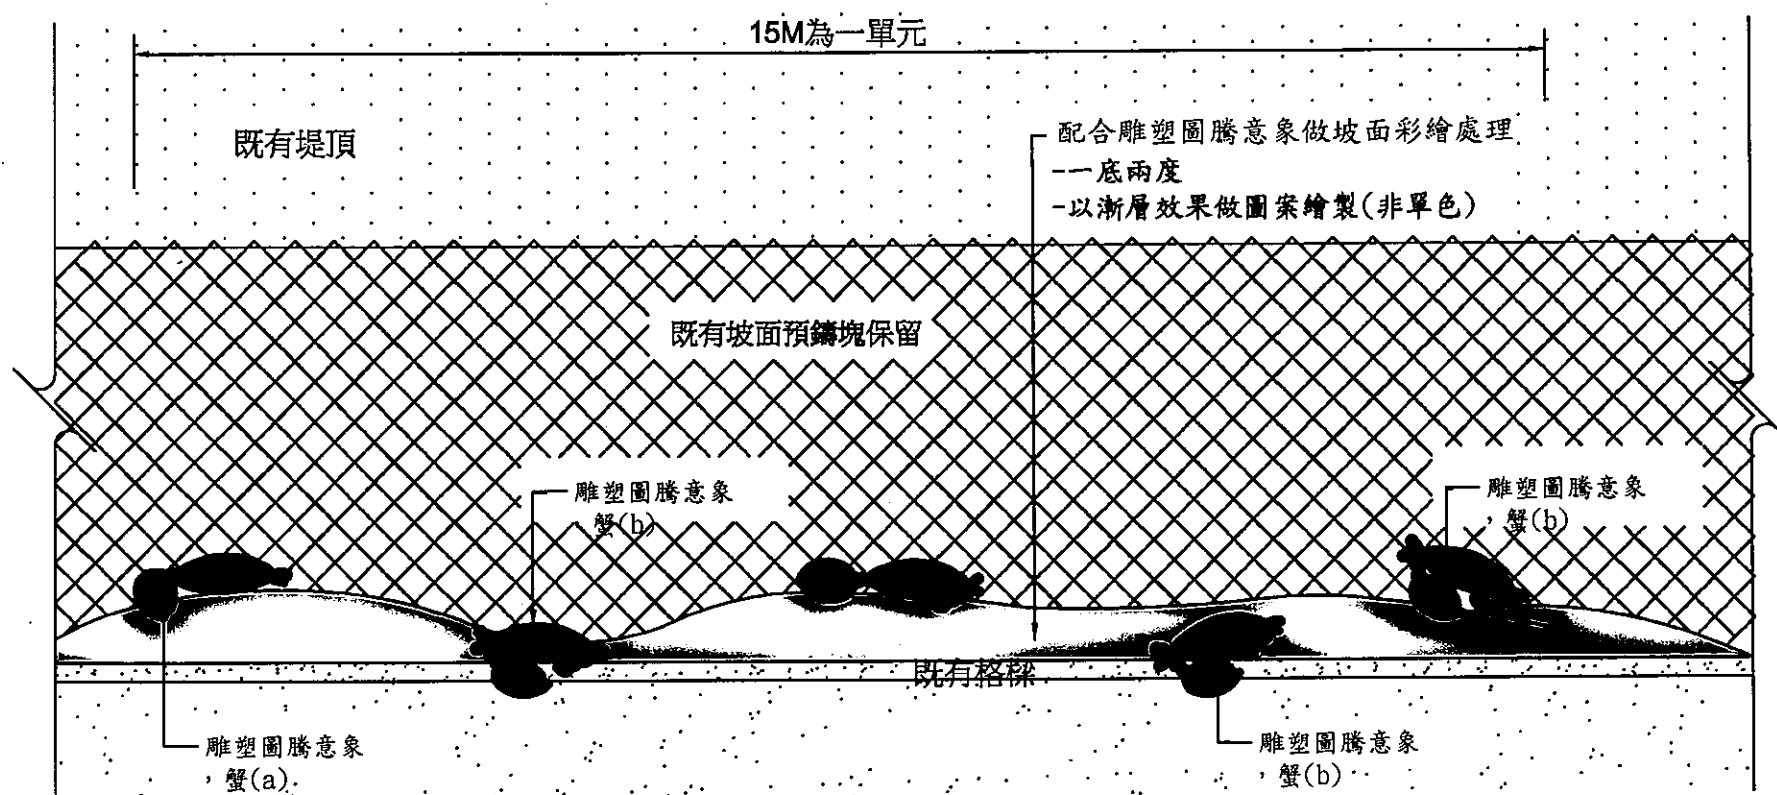 15M為一單元
既有堤頂
配合雕塑圖騰意象做坡面彩繪處理
-一底兩度
-以漸層效果做圖案繪製(非單色)
既有坡面預鑄塊保留
雕塑圖騰意象
，蟹(b)
雕塑圖騰意象
，蟹(b)
既有格樑
雕塑圖騰意象
，蟹(a)
雕塑圖騰意象
，蟹(b)